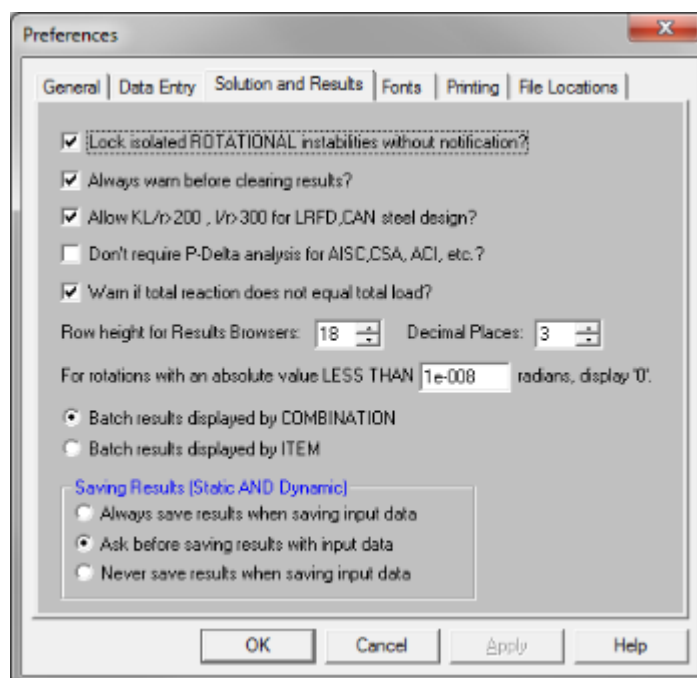 Preferences
General Data Entry Solution and Results Fonts Printing File Locations
Lock isolated ROTATIONAL instabilities without notification?
Always warn before clearing results?
Allow KL/r>200 , l/r>300 for LRFD,CAN steel design?
Don't require P-Delta analysis for AISC,CSA, ACI, etc.?
Warn if total reaction does not equal total load?
Row height for Results Browsers: 18 Decimal Places: 3
For rotations with an absolute value LESS THAN 1e-008 radians, display '0'.
Batch results displayed by COMBINATION
Batch results displayed by ITEM
Saving Results (Static AND Dynamic)
Always save results when saving input data
Ask before saving results with input data
Never save results when saving input data
OK Cancel Apply Help